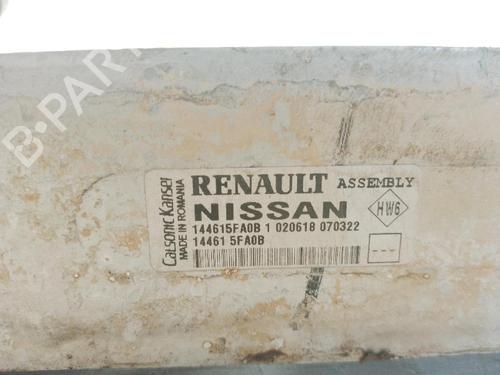 B-PARTS
Calsonic Kansei
MADE IN ROMANIA
RENAULT ASSEMBLY
NISSAN
HW6
144615FA0B 1 020618 070322
14461 5FA0B
---